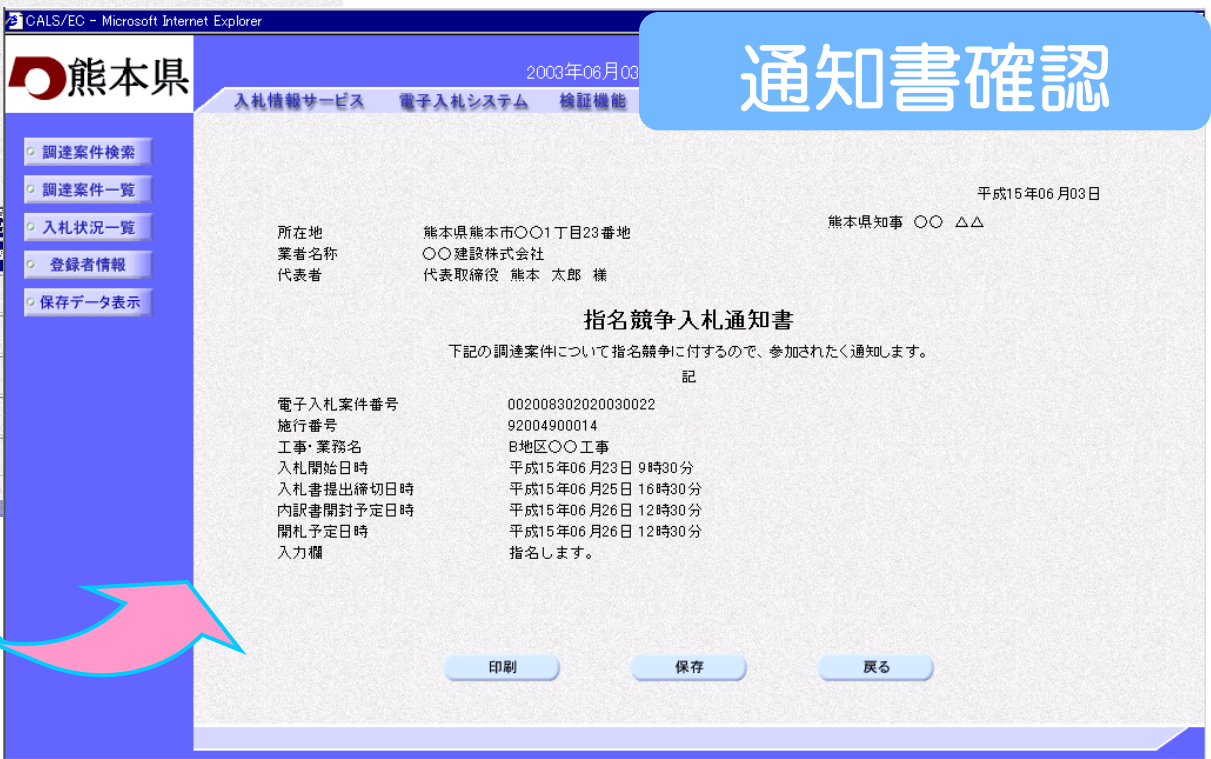 CALS/EC - Microsoft Internet Explorer
通知書確認
熊本県
2003年06月03
入札情報サービス 電子入札システム 検証機能
調達案件検索
調達案件一覧
入札状況一覧
登録者情報
保存データ表示
平成15年06月03日
熊本県知事 〇〇 △△
所在地 熊本県熊本市〇〇1丁目23番地
業者名称 〇〇建設株式会社
代表者 代表取締役 熊本 太郎 様
指名競争入札通知書
下記の調達案件について指名競争に付するので、参加されたく通知します。
記
電子入札案件番号 002008302020030022
施行番号 92004900014
工事・業務名 B地区〇〇工事
入札開始日時 平成15年06月23日 9時30分
入札書提出締切日時 平成15年06月25日 16時30分
内訳書開封予定日時 平成15年06月26日 12時30分
開札予定日時 平成15年06月26日 12時30分
入力欄 指名します。
印刷 保存 戻る